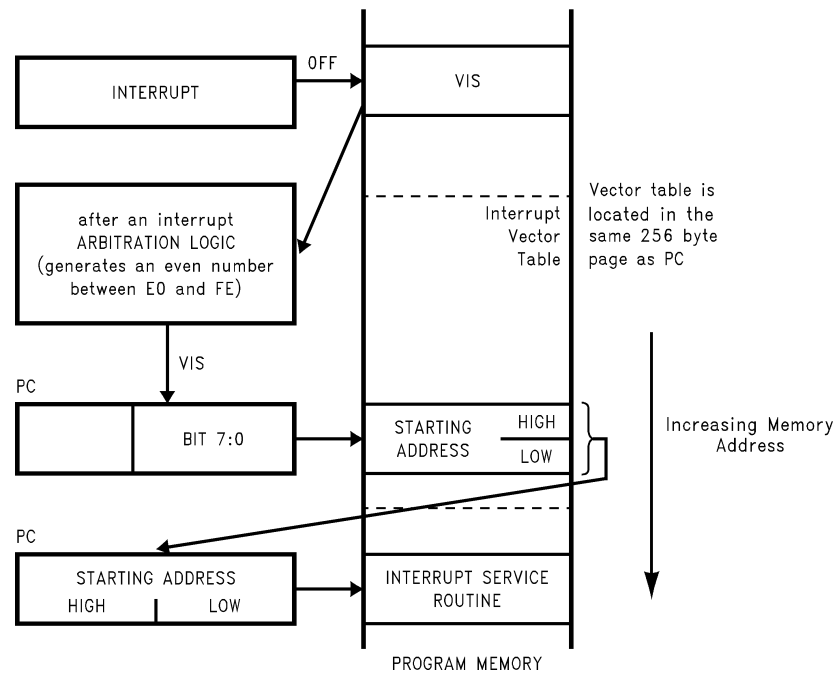 INTERRUPT
OFF
VIS
after an interrupt
ARBITRATION LOGIC
(generates an even number
between E0 and FE)
Interrupt
Vector
Table
Vector table is
located in the
same 256 byte
page as PC
VIS
PC
BIT 7:0
STARTING
ADDRESS
HIGH
LOW
Increasing Memory
Address
PC
STARTING ADDRESS
HIGH
LOW
INTERRUPT SERVICE
ROUTINE
PROGRAM MEMORY